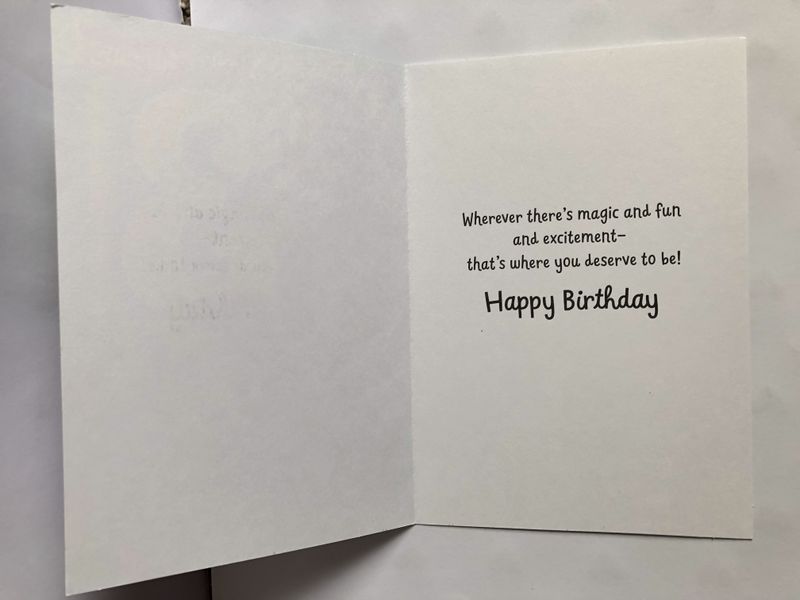 Wherever there's magic and fun
and excitement–
that's where you deserve to be!
Happy Birthday